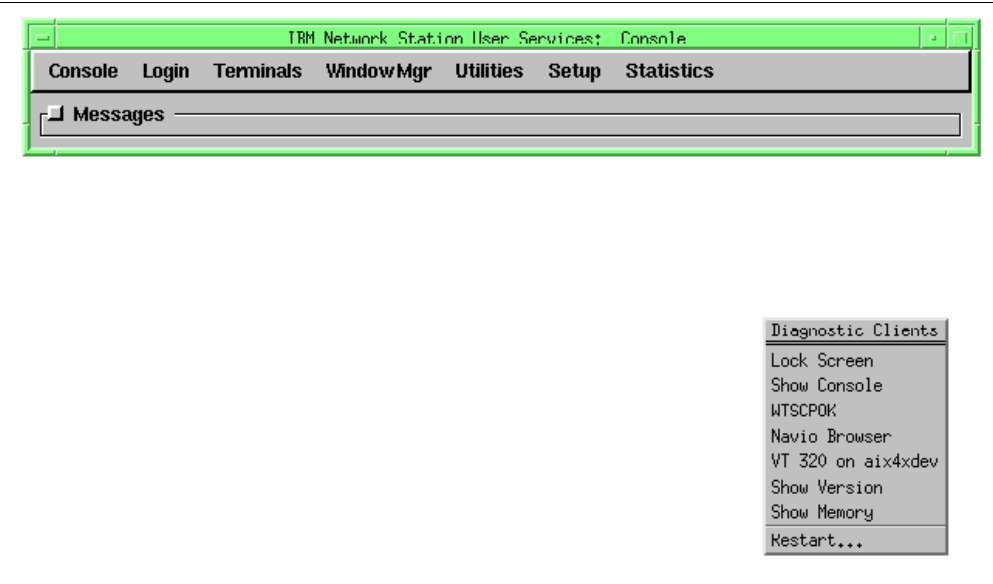 IBM Network Station User Services: Console
Console Login Terminals WindowMgr Utilities Setup Statistics
Messages
Diagnostic Clients
Lock Screen
Show Console
WTSCPOK
Navio Browser
VT 320 on aix4xdev
Show Version
Show Memory
Restart...